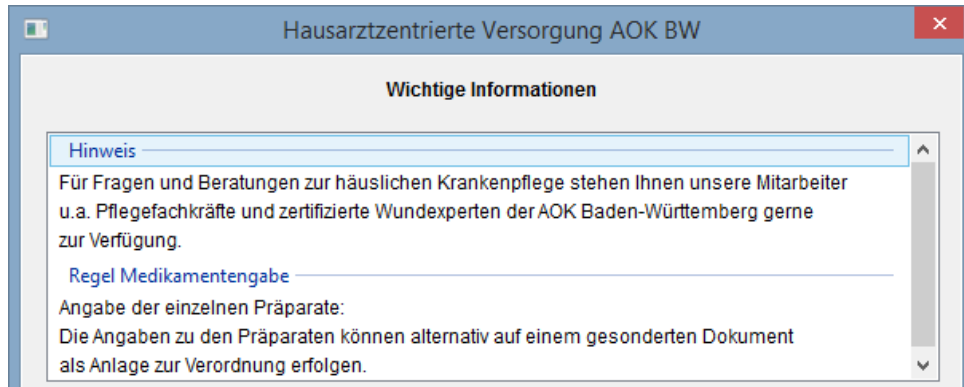 Hausarztzentrierte Versorgung AOK BW
Wichtige Informationen
Hinweis
Für Fragen und Beratungen zur häuslichen Krankenpflege stehen Ihnen unsere Mitarbeiter
u.a. Pflegefachkräfte und zertifizierte Wundexperten der AOK Baden-Württemberg gerne
zur Verfügung.
Regel Medikamentengabe
Angabe der einzelnen Präparate:
Die Angaben zu den Präparaten können alternativ auf einem gesonderten Dokument
als Anlage zur Verordnung erfolgen.